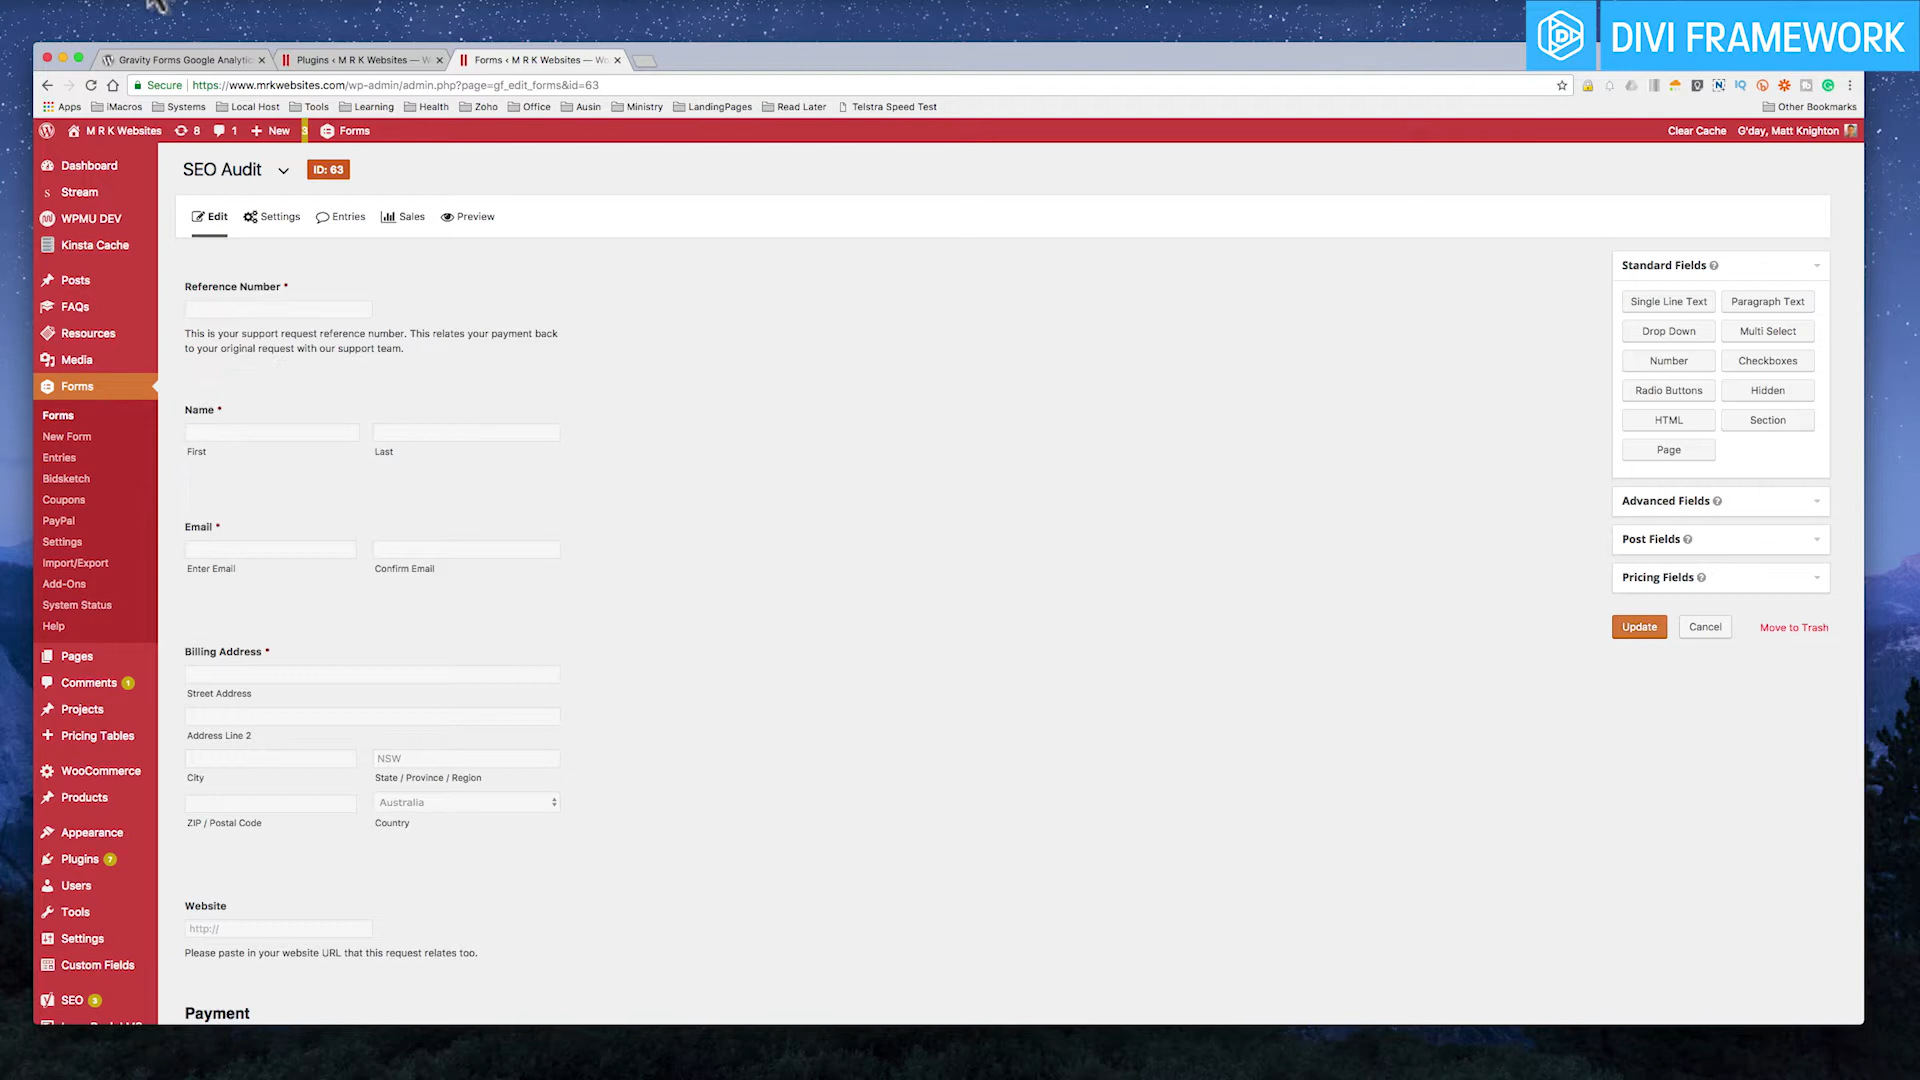 DIVI FRAMEWORK
Gravity Forms Google Analytic
Plugins ‹ M R K Websites — W
Forms ‹ M R K Websites — Wo
Secure
https://www.mrkwebsites.com/wp-admin/admin.php?page=gf_edit_forms&id=63
Apps
iMacros
Systems
Local Host
Tools
Learning
Health
Zoho
Office
Ausin
Ministry
LandingPages
Read Later
Telstra Speed Test
Other Bookmarks
M R K Websites
8
1
New
3
Forms
Clear Cache
G'day, Matt Knighton
Dashboard
Stream
WPMU DEV
Kinsta Cache
Posts
FAQs
Resources
Media
Forms
Forms
New Form
Entries
Bidsketch
Coupons
PayPal
Settings
Import/Export
Add-Ons
System Status
Help
Pages
Comments 1
Projects
Pricing Tables
WooCommerce
Products
Appearance
Plugins 7
Users
Tools
Settings
Custom Fields
SEO 3
SEO Audit
ID: 63
Edit
Settings
Entries
Sales
Preview
Reference Number *
This is your support request reference number. This relates your payment back
to your original request with our support team.
Name *
First
Last
Email *
Enter Email
Confirm Email
Billing Address *
Street Address
Address Line 2
NSW
City
State / Province / Region
Australia
ZIP / Postal Code
Country
Website
http://
Please paste in your website URL that this request relates too.
Payment
Standard Fields
Single Line Text
Paragraph Text
Drop Down
Multi Select
Number
Checkboxes
Radio Buttons
Hidden
HTML
Section
Page
Advanced Fields
Post Fields
Pricing Fields
Update
Cancel
Move to Trash